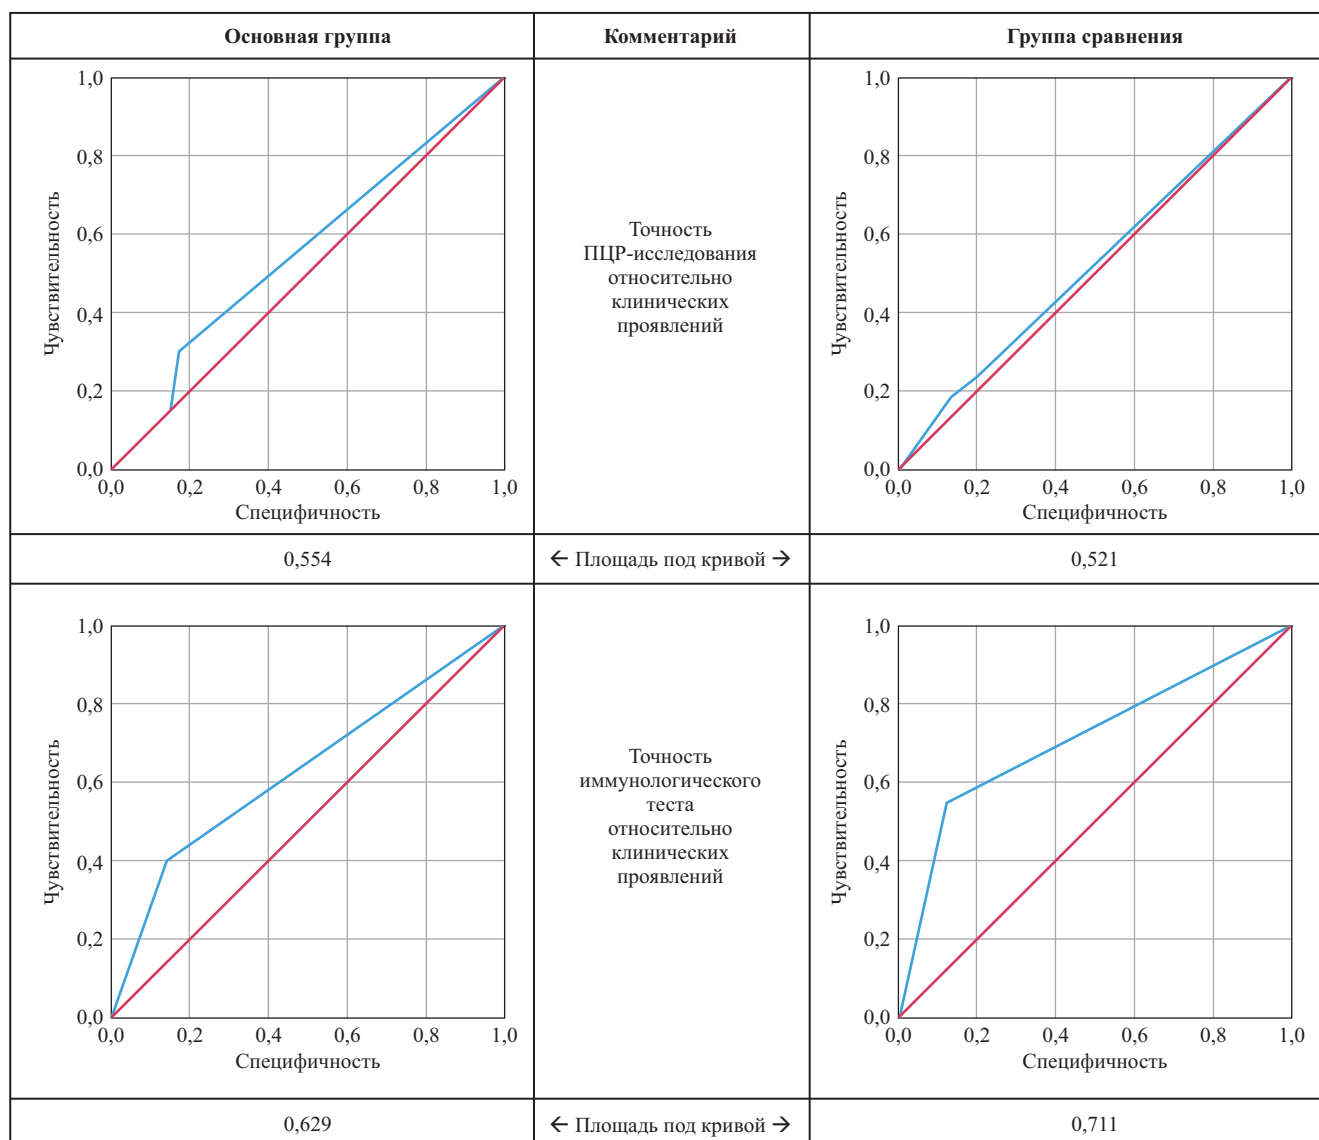 Основная группа
Комментарий
Группа сравнения
1,0
0,8
0,6
0,4
0,2
0,0
Чувствительность
0,0 0,2 0,4 0,6 0,8 1,0
Специфичность
Точность
ПЦР-исследования
относительно
клинических
проявлений
1,0
0,8
0,6
0,4
0,2
0,0
Чувствительность
0,0 0,2 0,4 0,6 0,8 1,0
Специфичность
0,554
← Площадь под кривой →
0,521
1,0
0,8
0,6
0,4
0,2
0,0
Чувствительность
0,0 0,2 0,4 0,6 0,8 1,0
Специфичность
Точность
иммунологического
теста
относительно
клинических
проявлений
1,0
0,8
0,6
0,4
0,2
0,0
Чувствительность
0,0 0,2 0,4 0,6 0,8 1,0
Специфичность
0,629
← Площадь под кривой →
0,711